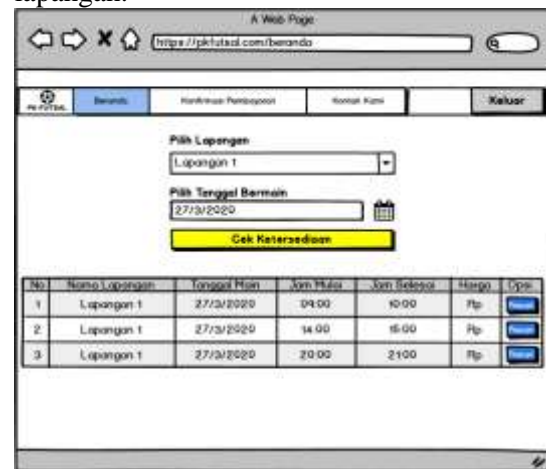 lapangan.
A Web Page
https://pkfutsal.com/beranda
PK FUTSAL Beranda Konfirmasi Pembayaran Kontak Kami Keluar
Pilih Lapangan
Lapangan 1
Pilih Tanggal Bermain
27/3/2020
Cek Ketersediaan
No Nama Lapangan Tanggal Main Jam Mulai Jam Selesai Harga Opsi
1 Lapangan 1 27/3/2020 09:00 10:00 Rp
2 Lapangan 1 27/3/2020 14:00 15:00 Rp
3 Lapangan 1 27/3/2020 20:00 21:00 Rp